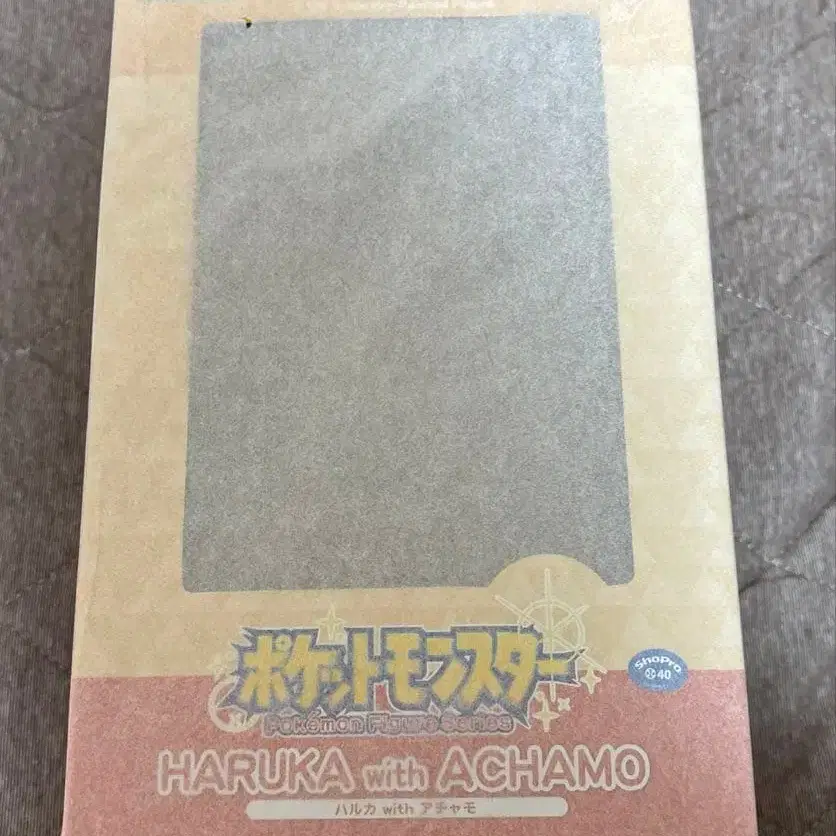 ポケットモンスター
Pokémon Figure series
ShoPro
40
HARUKA with ACHAMO
ハルカ with アチャモ